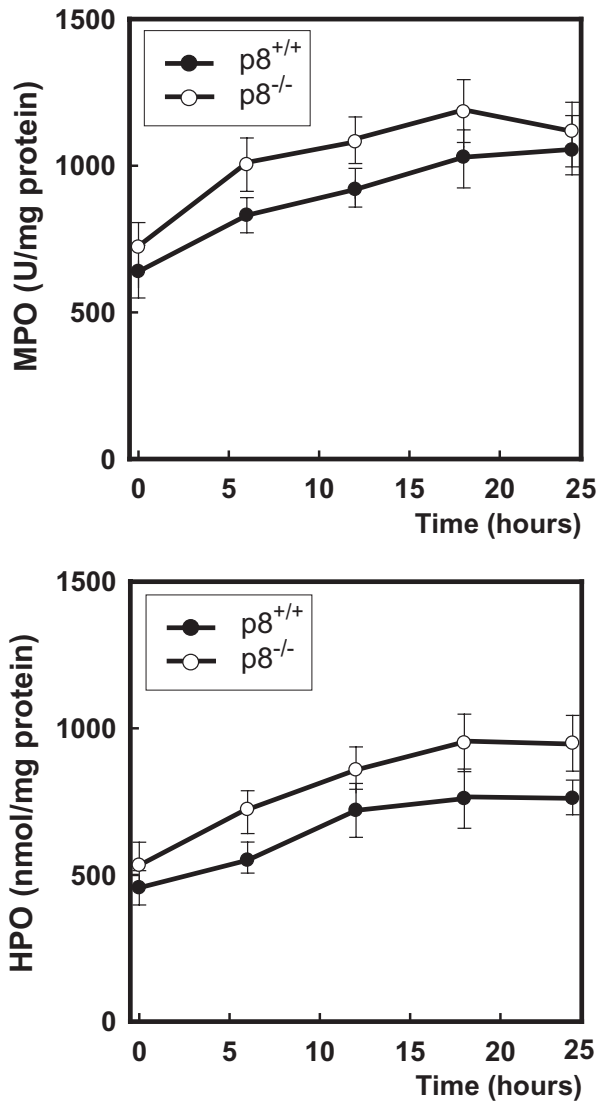 1500
p8+/+
p8-/-
1000
500
0
MPO (U/mg protein)
0 5 10 15 20 25
Time (hours)
1500
p8+/+
p8-/-
1000
500
0
HPO (nmol/mg protein)
0 5 10 15 20 25
Time (hours)